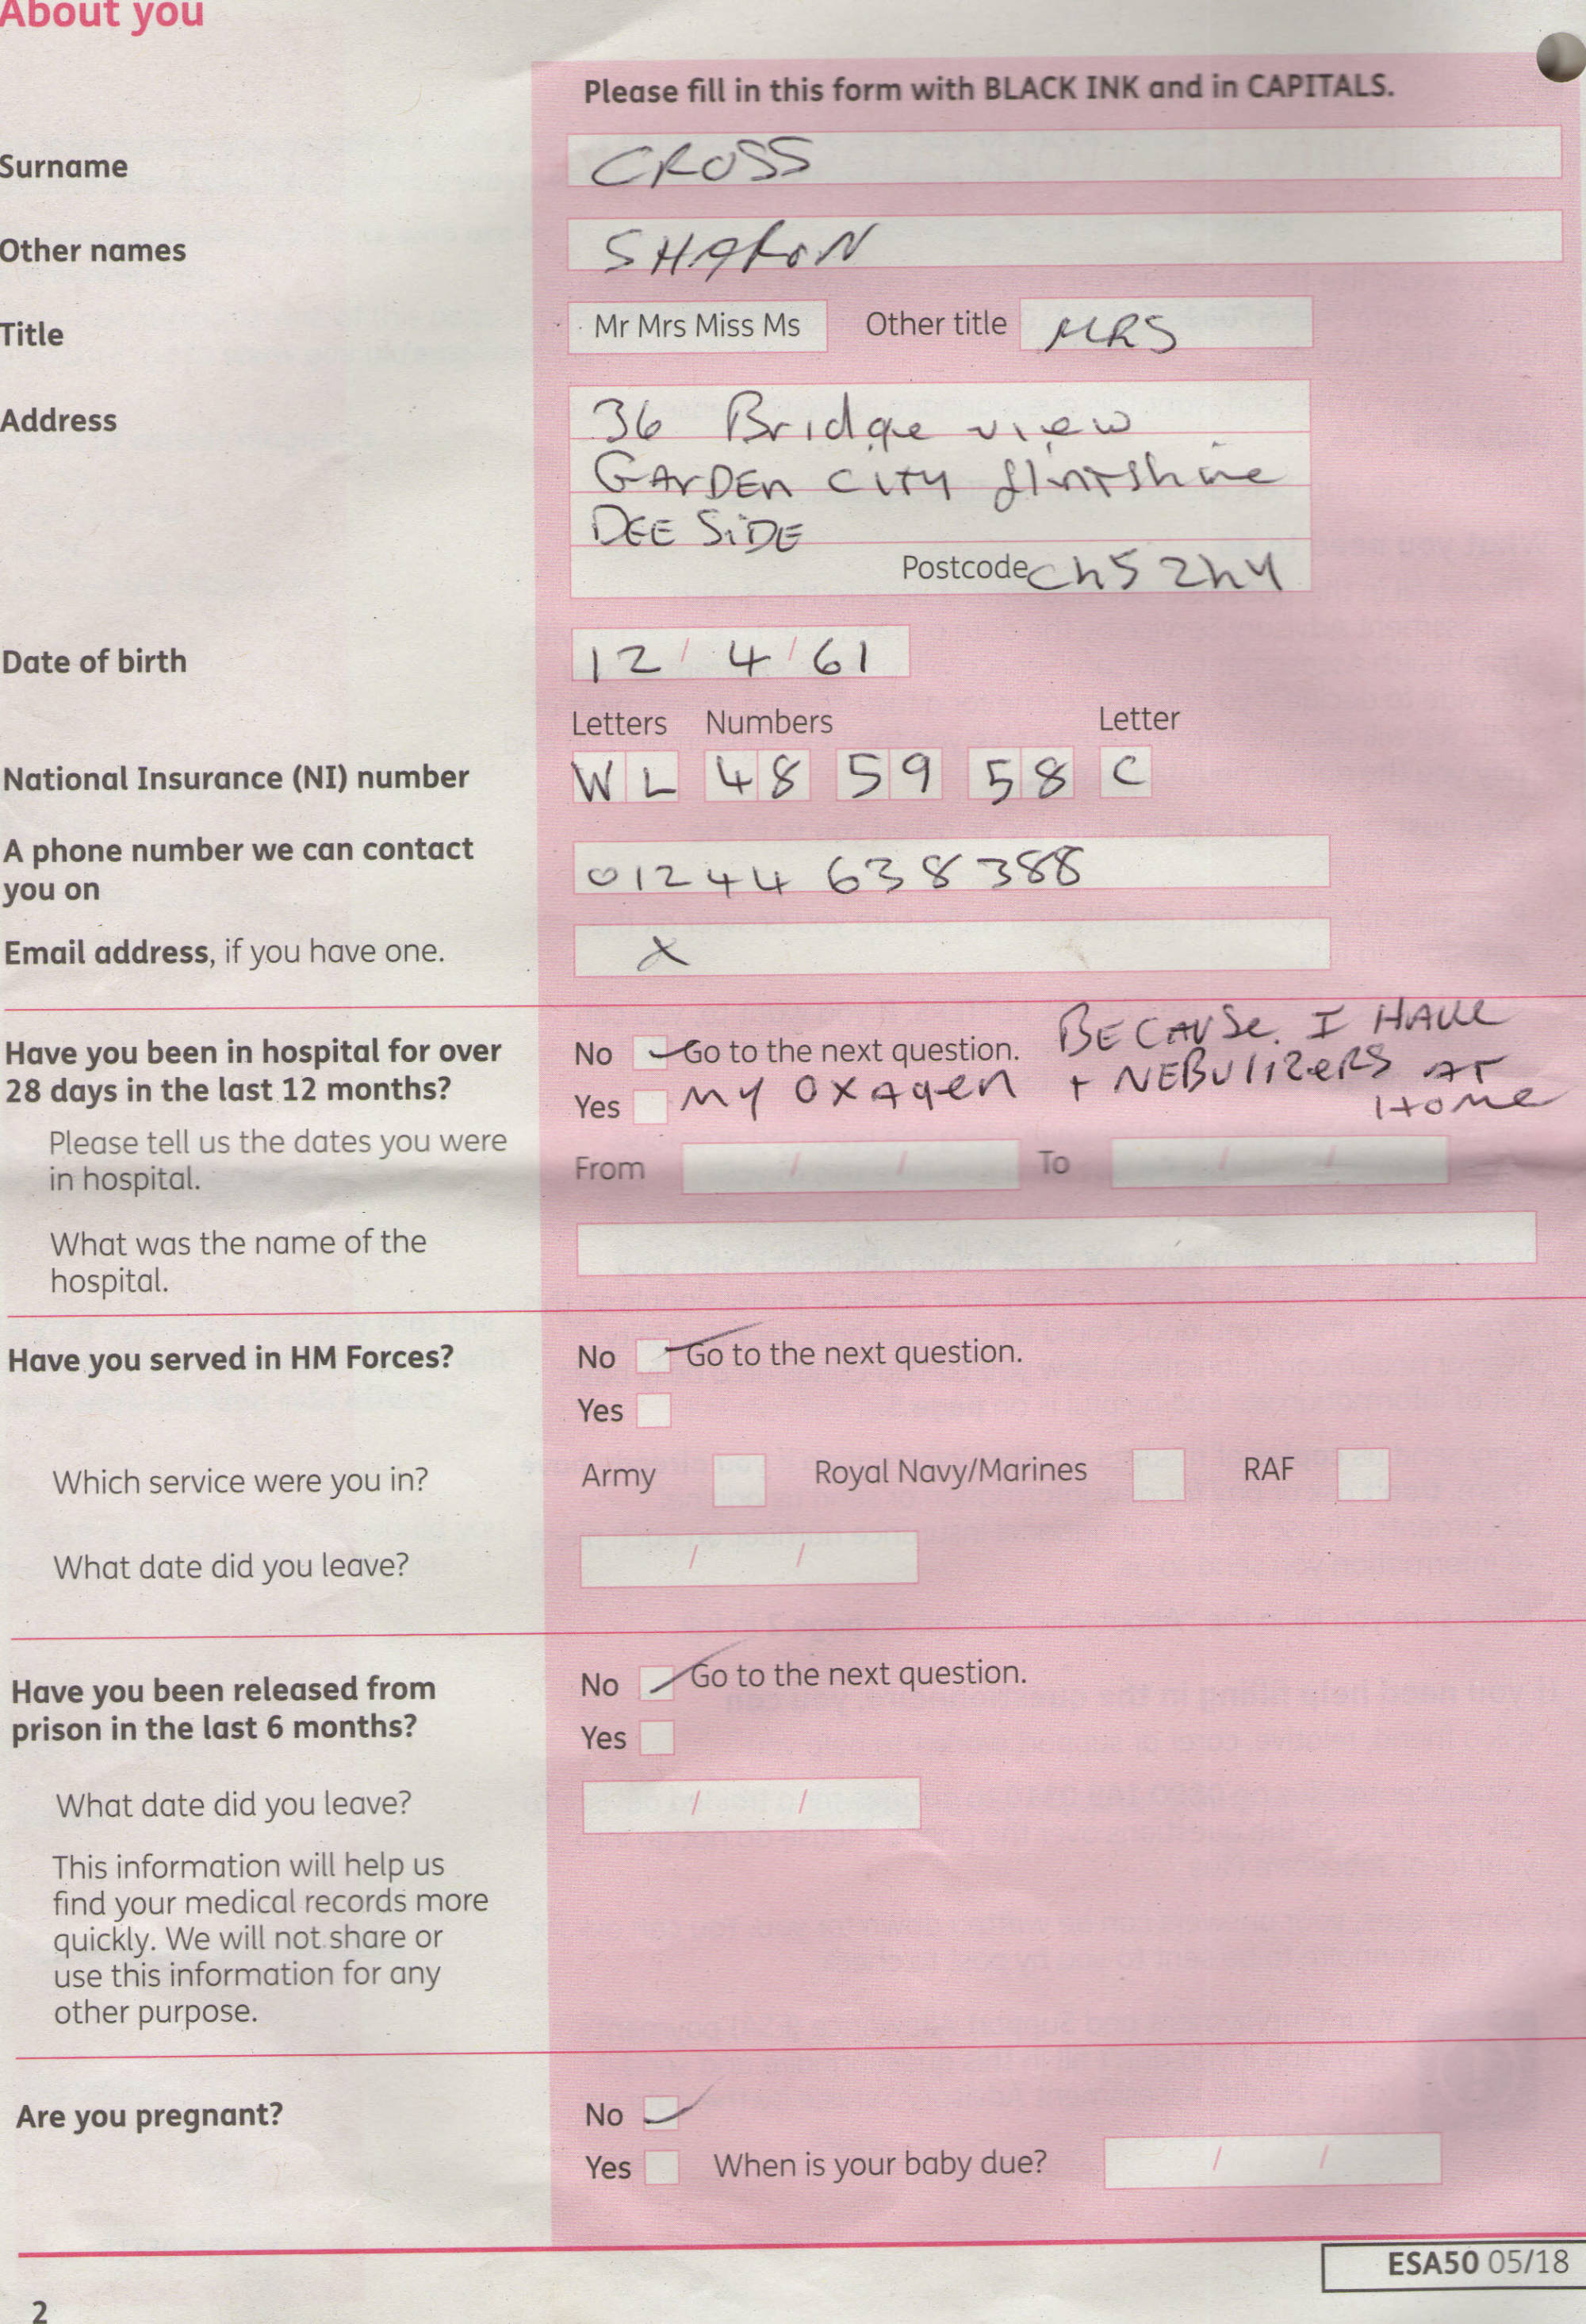 About you
Please fill in this form with BLACK INK and in CAPITALS.
Surname
CROSS
Other names
SHARON
Title
Mr Mrs Miss Ms Other title MRS
Address
36 Bridge view
GArDEn CITY flintshire
DEE SiDE
Postcode Ch5 2hY
Date of birth
12 / 4 / 61
Letters Numbers Letter
National Insurance (NI) number
W L 48 59 58 C
A phone number we can contact
you on
01244 638388
Email address, if you have one.
x
Have you been in hospital for over
28 days in the last 12 months?
No Go to the next question. BECAUSe. I HAVe
Yes MY OXAgen + NEBUlIZeRS AT
HOMe
Please tell us the dates you were
in hospital.
From / / To / /
What was the name of the
hospital.
Have you served in HM Forces?
No Go to the next question.
Yes
Which service were you in?
Army Royal Navy/Marines RAF
What date did you leave?
/ /
Have you been released from
prison in the last 6 months?
No Go to the next question.
Yes
What date did you leave?
/ /
This information will help us
find your medical records more
quickly. We will not share or
use this information for any
other purpose.
Are you pregnant?
No
Yes When is your baby due? / /
ESA50 05/18
2